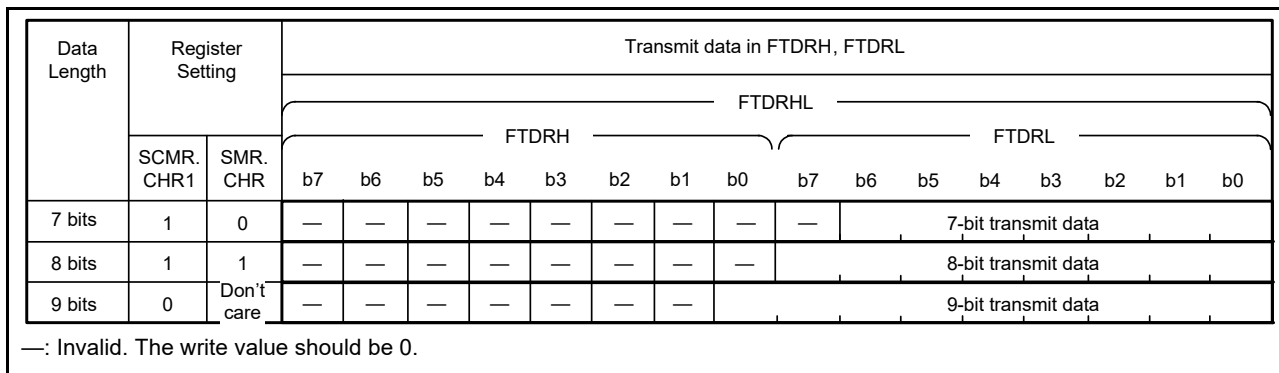 Data Length Register Setting Transmit data in FTDRH, FTDRL
FTDRHL
FTDRH FTDRL
SCMR. CHR1 SMR. CHR b7 b6 b5 b4 b3 b2 b1 b0 b7 b6 b5 b4 b3 b2 b1 b0
7 bits 1 0 — — — — — — — — — 7-bit transmit data
8 bits 1 1 — — — — — — — — 8-bit transmit data
9 bits 0 Don't care — — — — — — — 9-bit transmit data
—: Invalid. The write value should be 0.